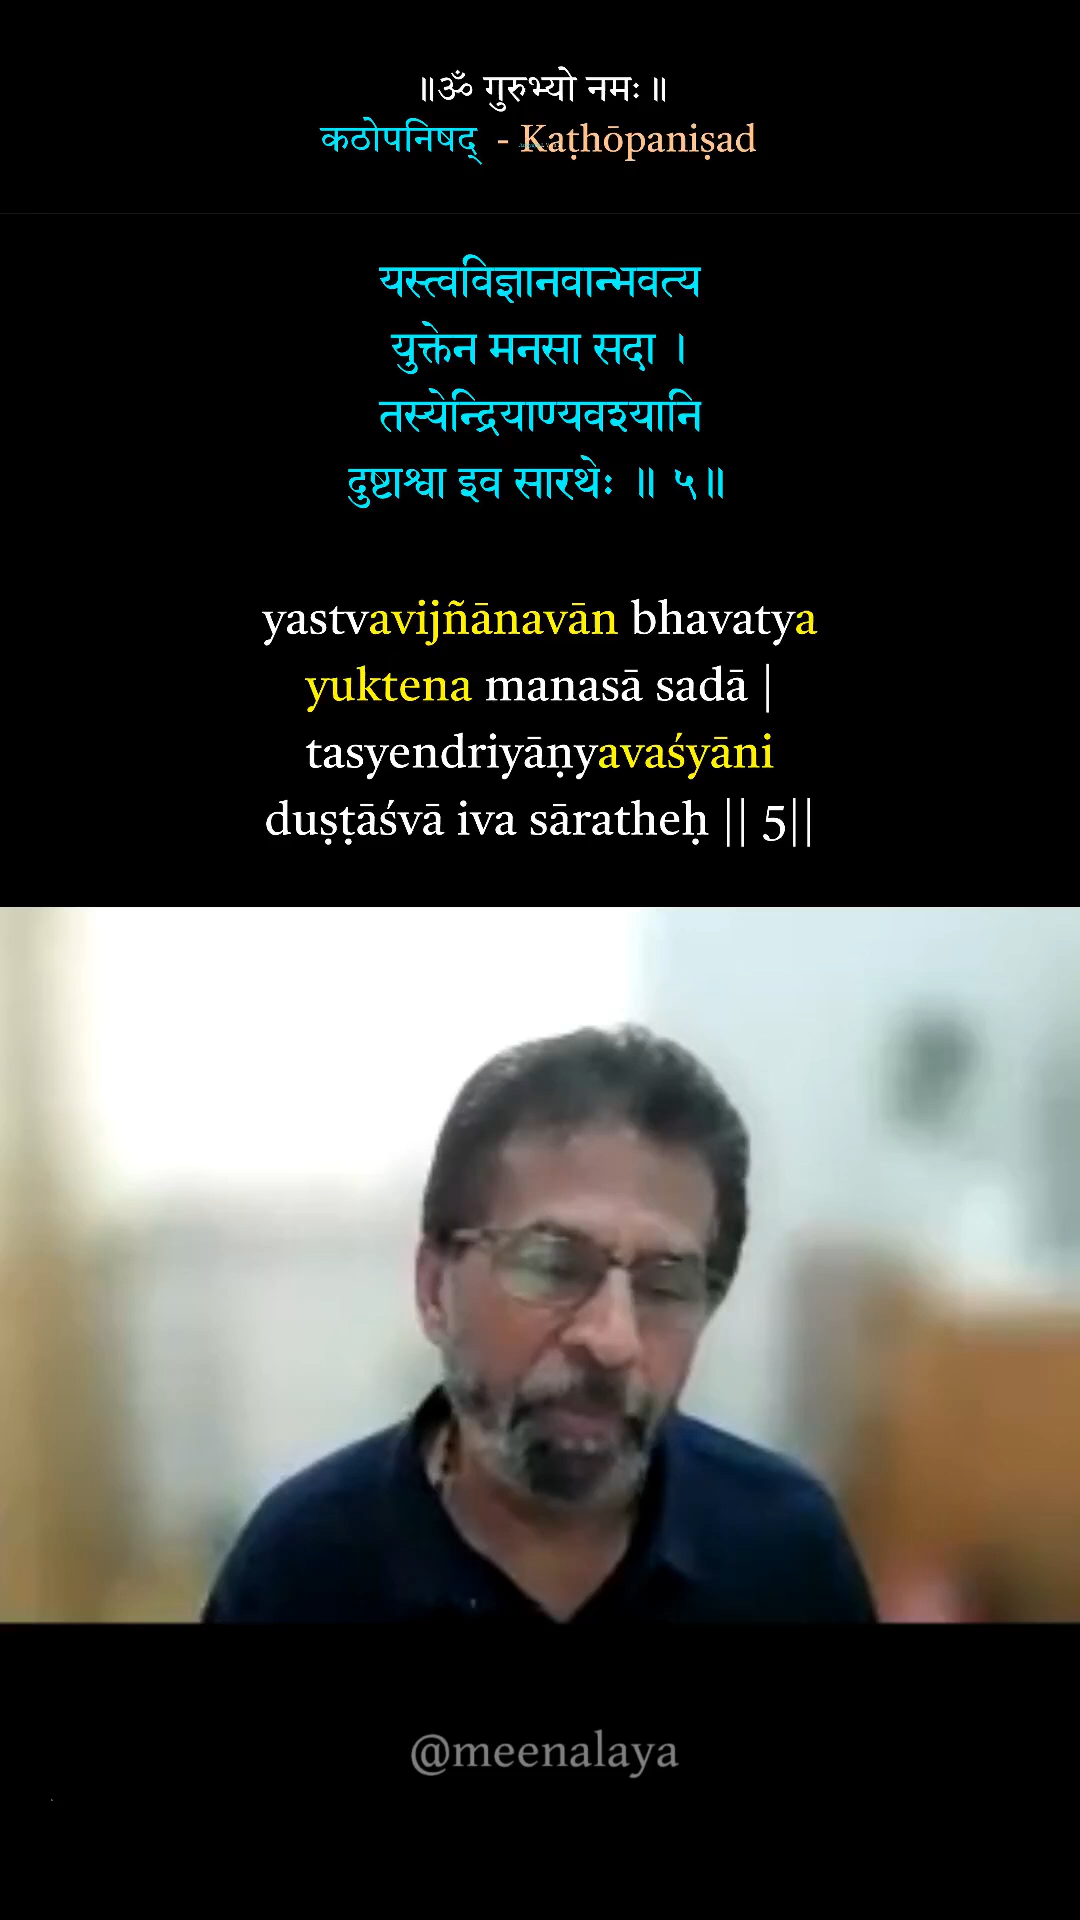 ॥ॐ गुरुभ्यो नमः॥
कठोपनिषद् - Kaṭhōpaniṣad
यस्त्वविज्ञानवान्भवत्य
युक्तेन मनसा सदा ।
तस्येन्द्रियाण्यवश्यानि
दुष्टाश्वा इव सारथेः ॥ ५॥
yastvavijñānavān bhavatya
yuktena manasā sadā |
tasyendriyāṇyavaśyāni
duṣṭāśvā iva sāratheḥ || 5||
@meenalaya